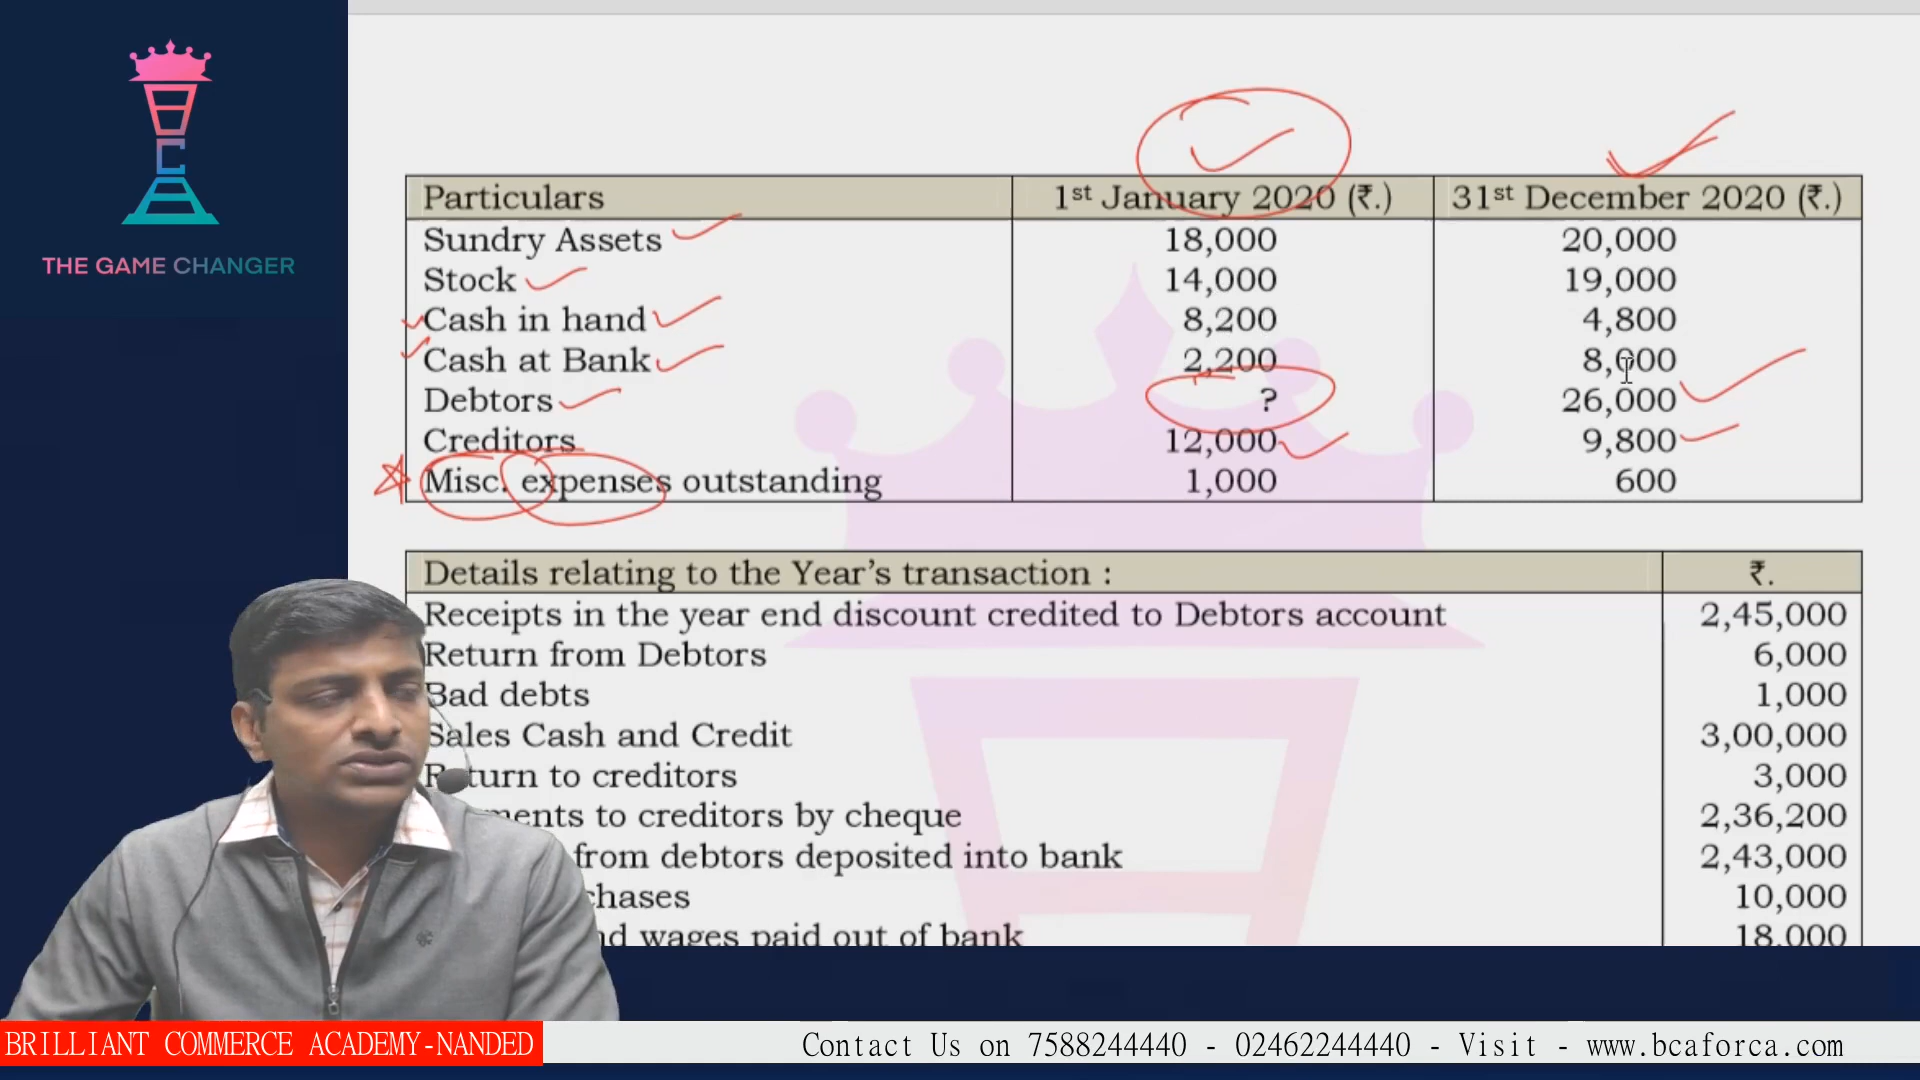 THE GAME CHANGER
Particulars 1st January 2020 (₹.) 31st December 2020 (₹.)
Sundry Assets 18,000 20,000
Stock 14,000 19,000
Cash in hand 8,200 4,800
Cash at Bank 2,200 8,000
Debtors ? 26,000
Creditors 12,000 9,800
Misc. expenses outstanding 1,000 600
Details relating to the Year’s transaction : ₹.
Receipts in the year end discount credited to Debtors account 2,45,000
Return from Debtors 6,000
Bad debts 1,000
Sales Cash and Credit 3,00,000
Return to creditors 3,000
to creditors by cheque 2,36,200
from debtors deposited into bank 2,43,000
10,000
wages paid out of bank 18,000
BRILLIANT COMMERCE ACADEMY-NANDED
Contact Us on 7588244440 - 02462244440 - Visit - www.bcaforca.com